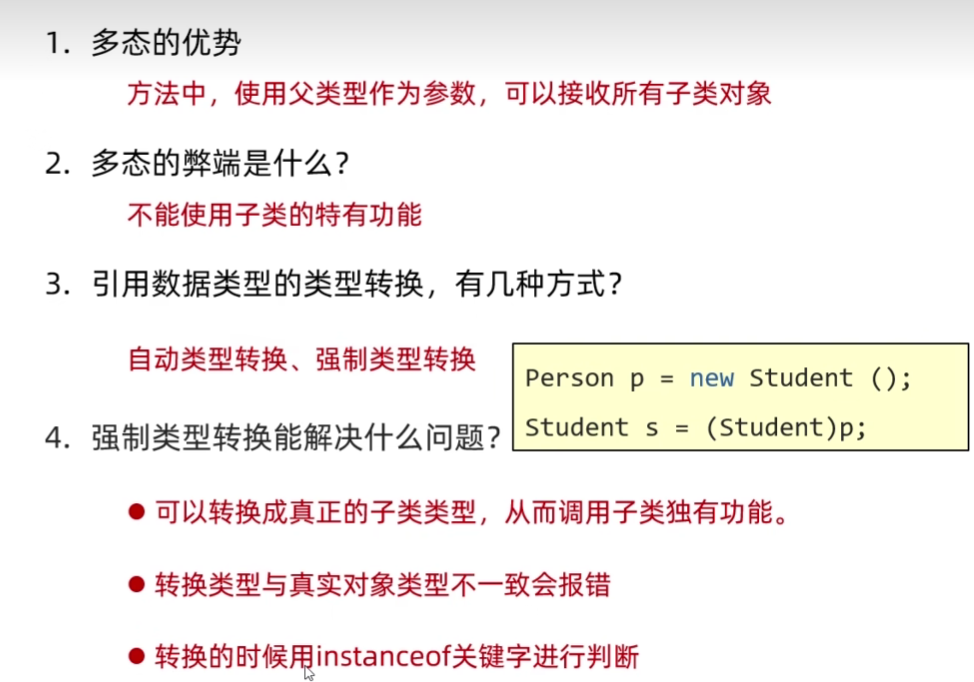 1. 多态的优势
方法中，使用父类型作为参数，可以接收所有子类对象
2. 多态的弊端是什么？
不能使用子类的特有功能
3. 引用数据类型的类型转换，有几种方式？
自动类型转换、强制类型转换
Person p = new Student ();
Student s = (Student)p;
4. 强制类型转换能解决什么问题？
● 可以转换成真正的子类类型，从而调用子类独有功能。
● 转换类型与真实对象类型不一致会报错
● 转换的时候用instanceof关键字进行判断